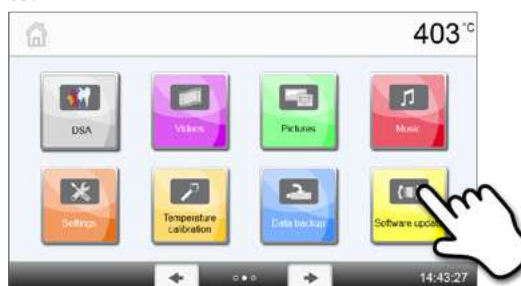 403°C
DSA
Videos
Pictures
Music
Settings
Temperature
calibration
Data backup
Software update
14:43:27